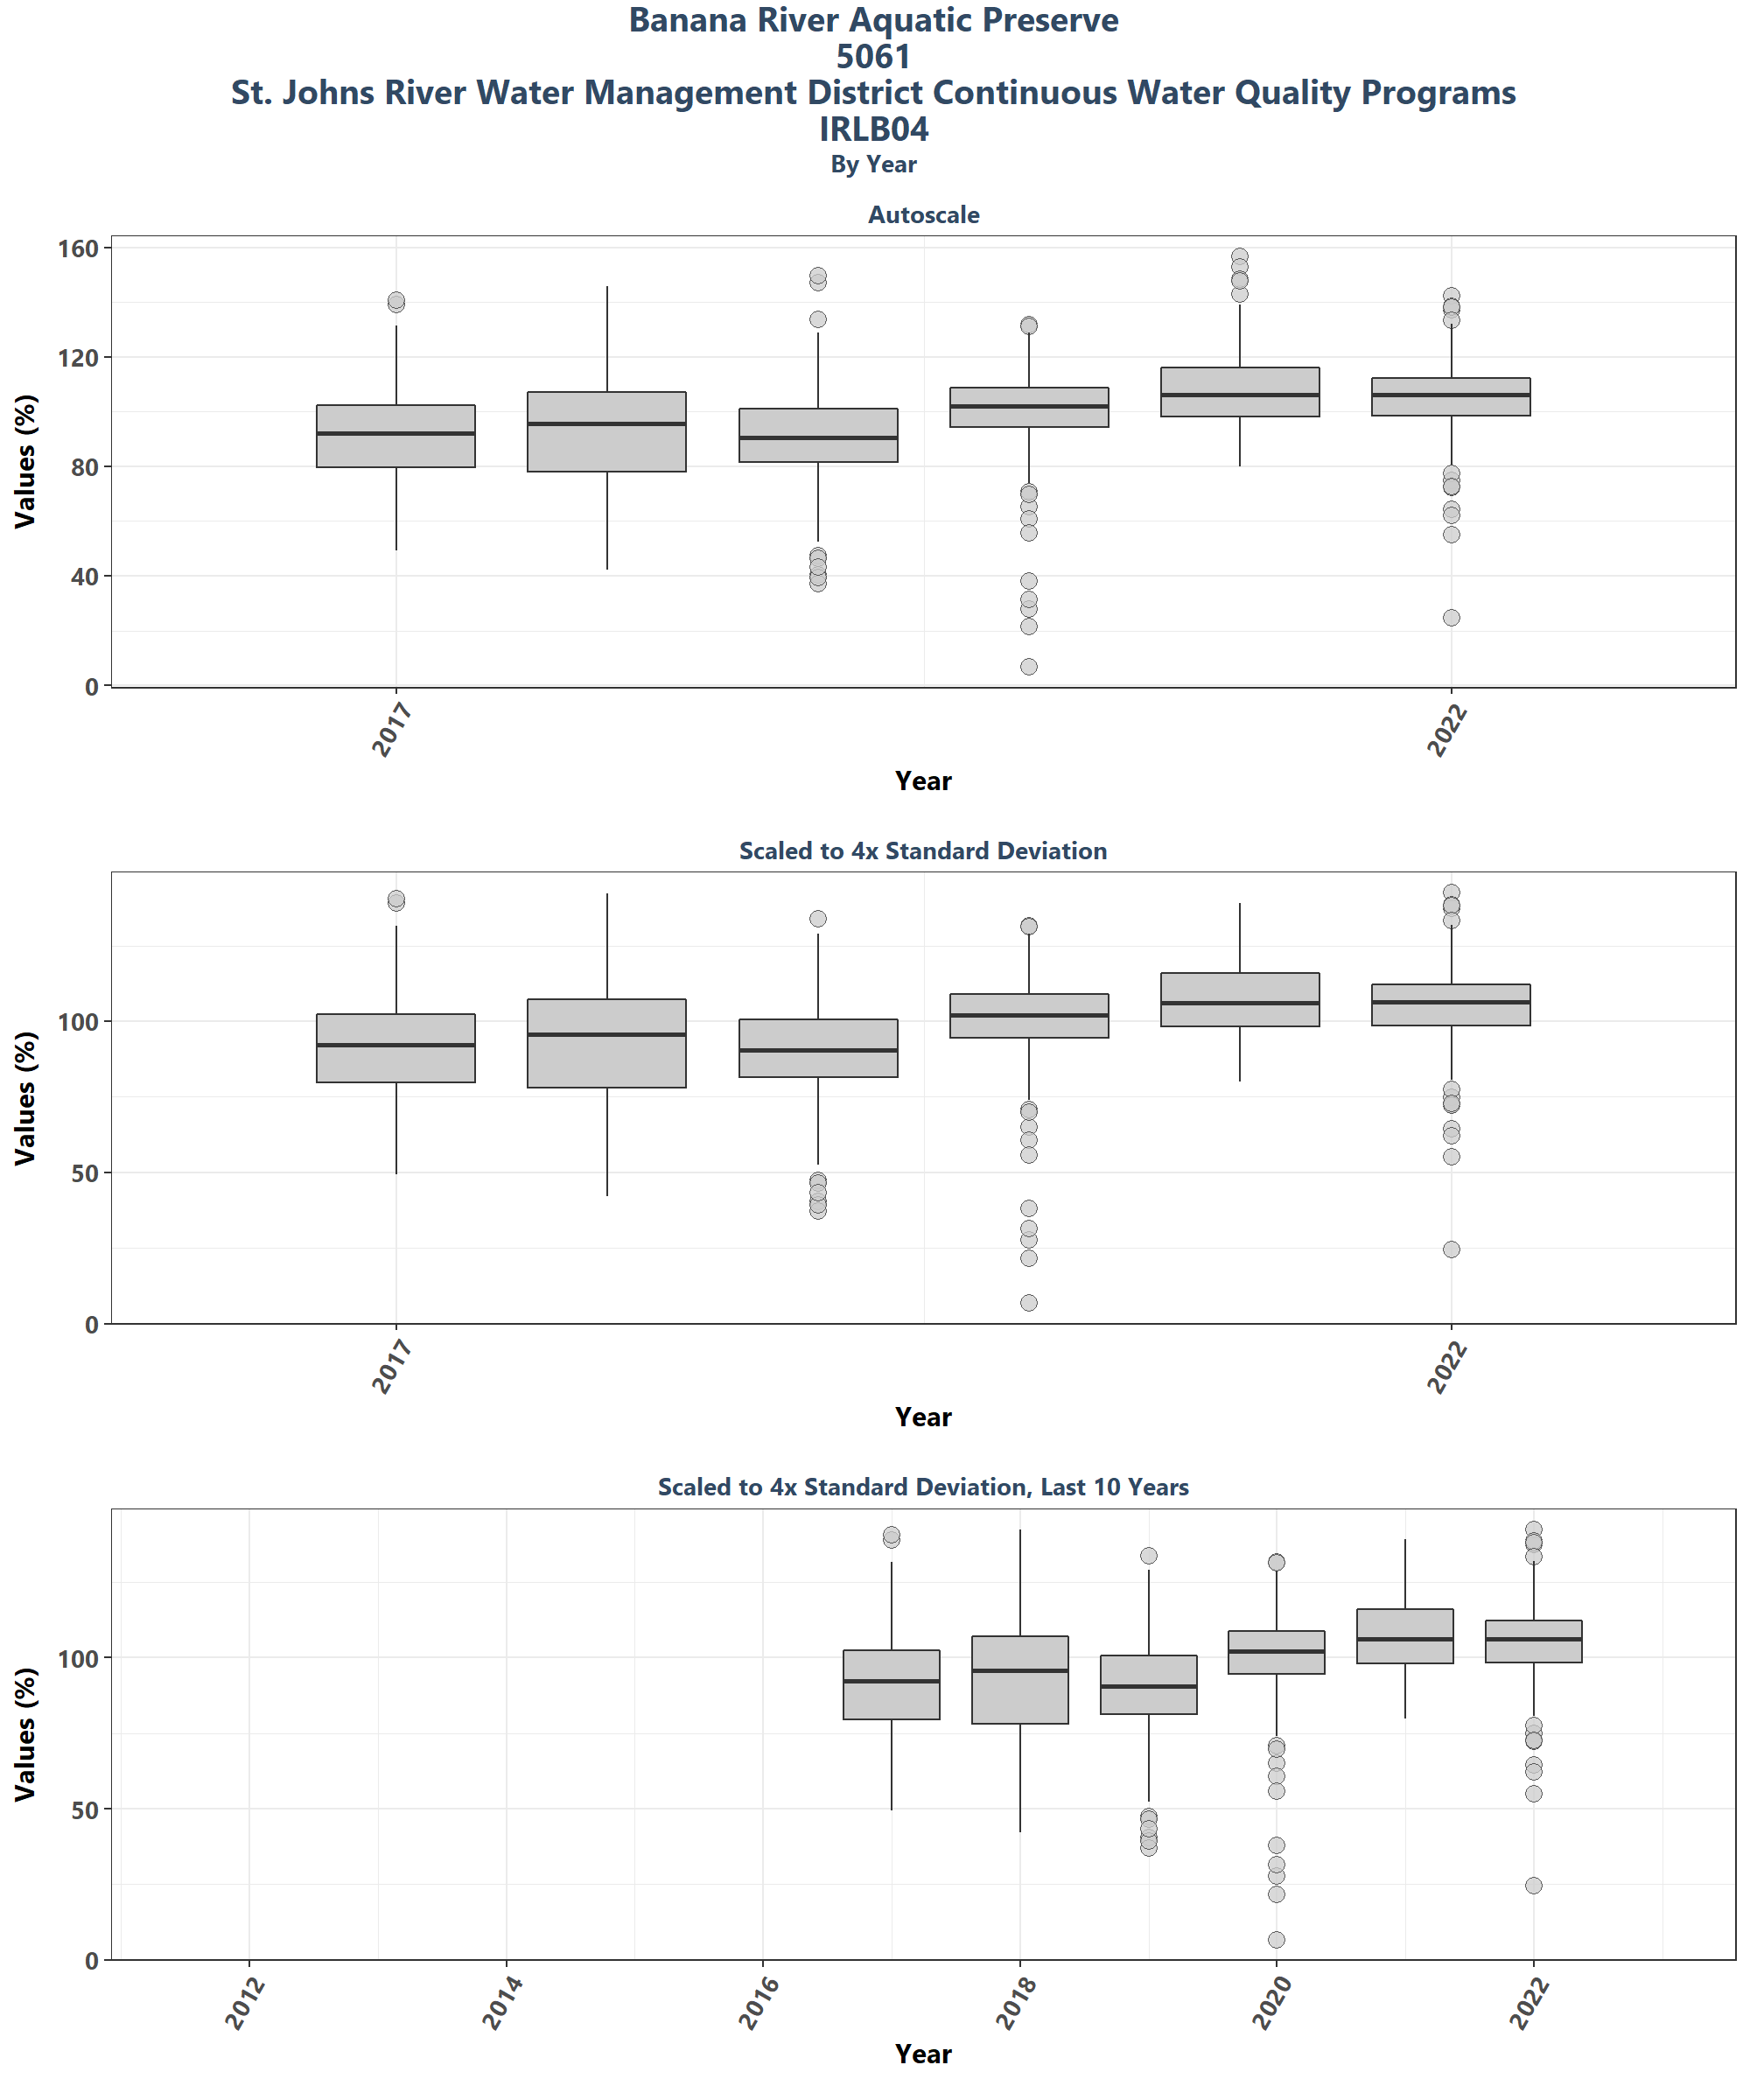 Banana River Aquatic Preserve
5061
St. Johns River Water Management District Continuous Water Quality Programs
IRLB04
By Year
Autoscale
160
120
80
40
0
Values (%)
2017
2022
Year
Scaled to 4x Standard Deviation
100
50
0
Values (%)
2017
2022
Year
Scaled to 4x Standard Deviation, Last 10 Years
100
50
0
Values (%)
2012
2014
2016
2018
2020
2022
Year